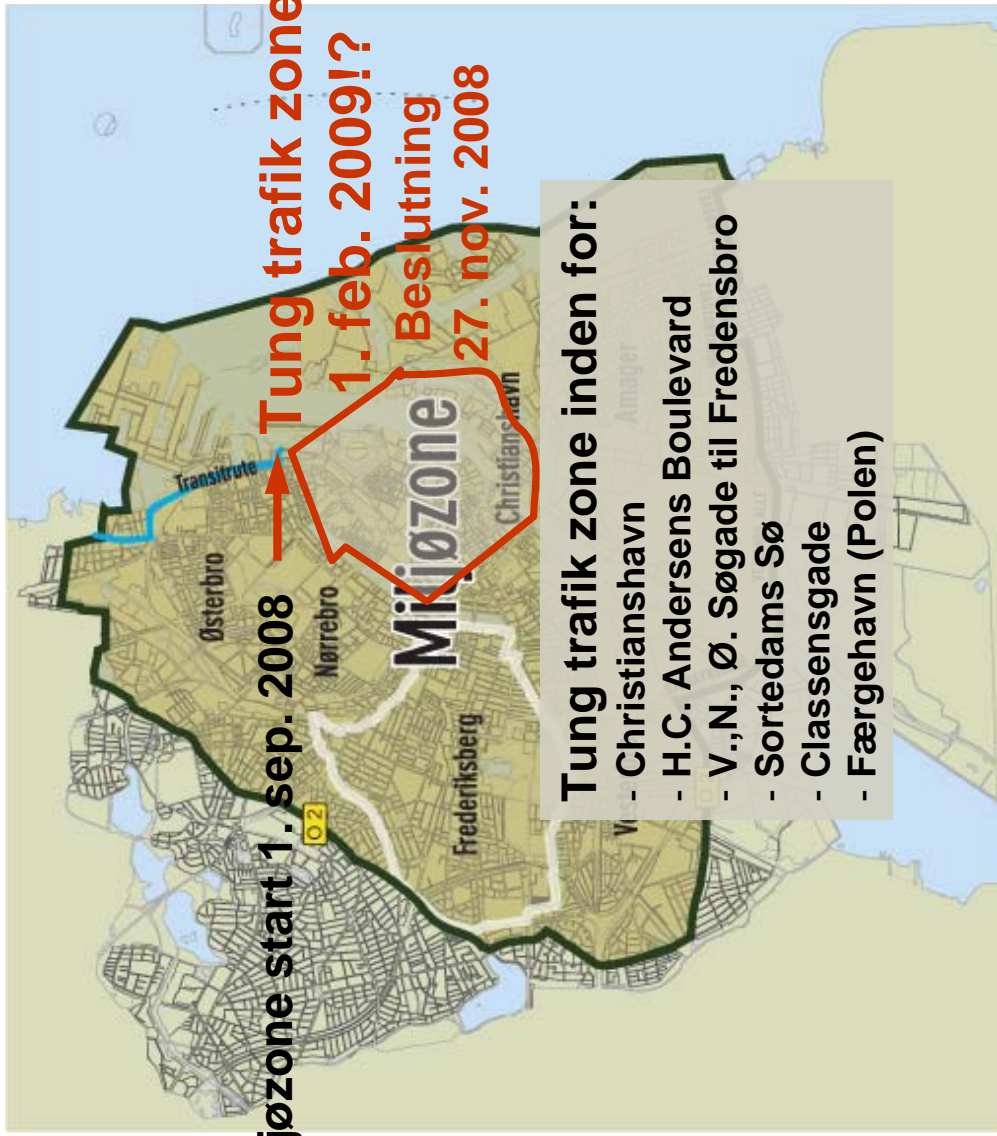 jøzone start 1. sep. 2008
Tung trafik zone
1. feb. 2009!?
Beslutning
27. nov. 2008
Transitrute
Østerbro
Nørrebro
Miljøzone
Christianshavn
Frederiksberg
O2
Amager
Tung trafik zone inden for:
- Christianshavn
- H.C. Andersens Boulevard
- V.,N., Ø. Søgade til Fredensbro
- Sortedams Sø
- Classensgade
- Færgehavn (Polen)